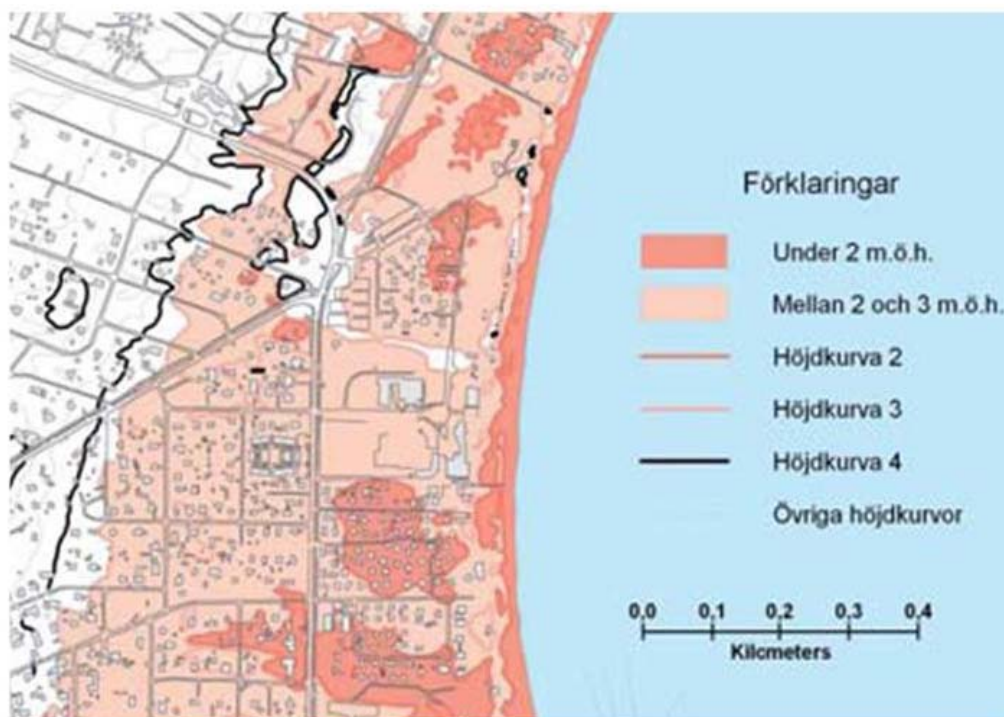 Förklaringar
Under 2 m.ö.h.
Mellan 2 och 3 m.ö.h.
Höjdkurva 2
Höjdkurva 3
Höjdkurva 4
Övriga höjdkurvor
0.0 0.1 0.2 0.3 0.4
Kilometers